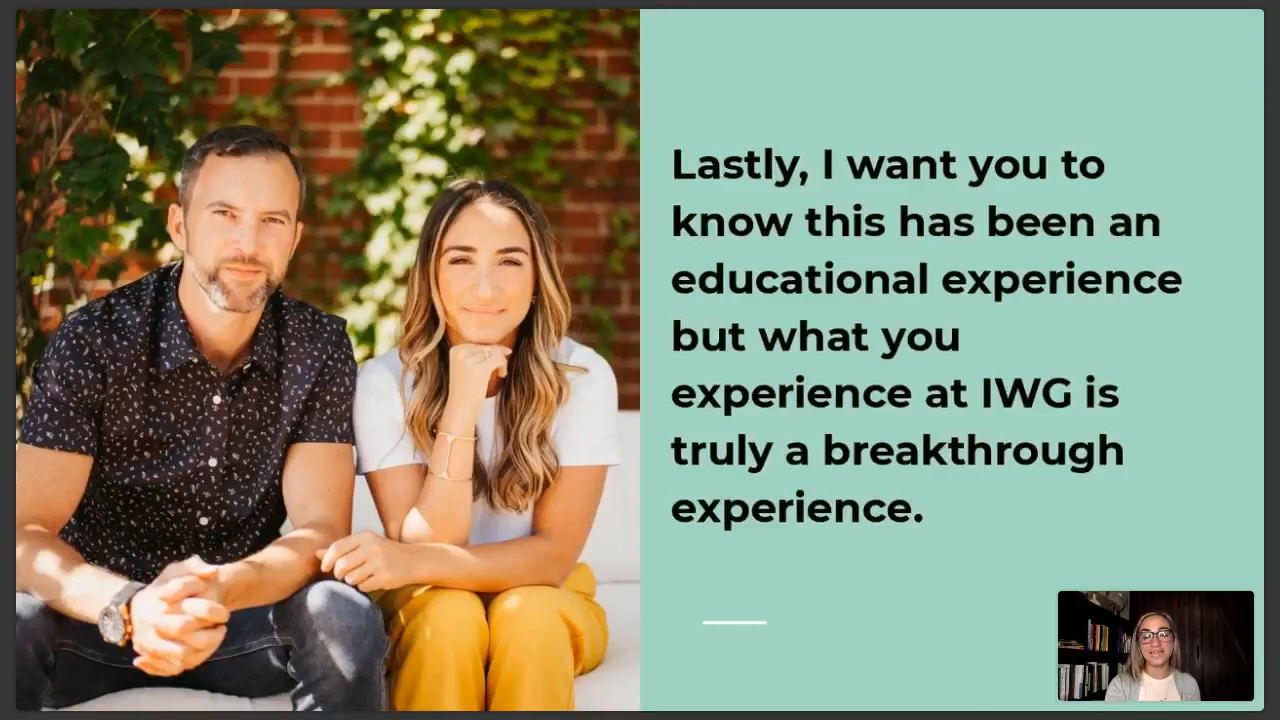 Lastly, I want you to
know this has been an
educational experience
but what you
experience at IWG is
truly a breakthrough
experience.